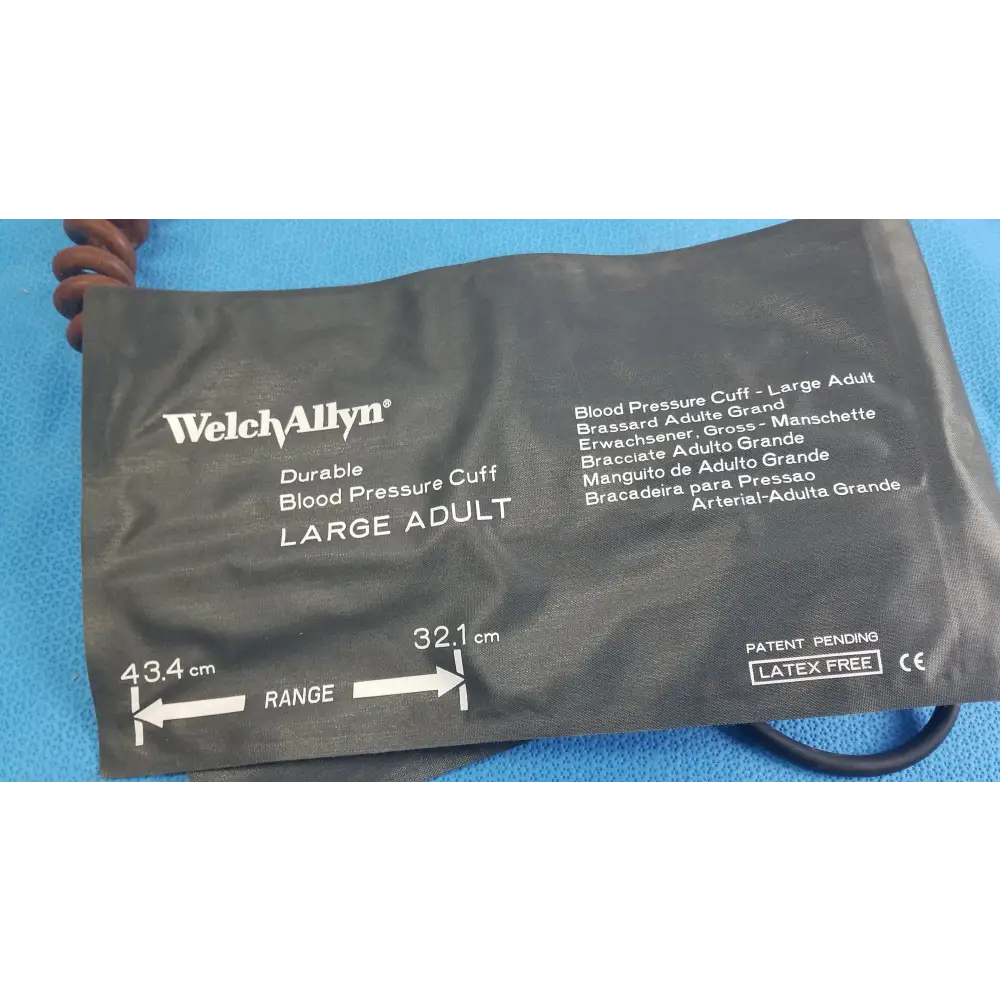 WelchAllyn®
Durable
Blood Pressure Cuff
LARGE ADULT
Blood Pressure Cuff - Large Adult
Brassard Adulte Grand
Erwachsener, Gross - Manschette
Bracciate Adulto Grande
Manguito de Adulto Grande
Bracadeira para Pressao
Arterial-Adulta Grande
43.4 cm
32.1 cm
RANGE
PATENT PENDING
LATEX FREE CE